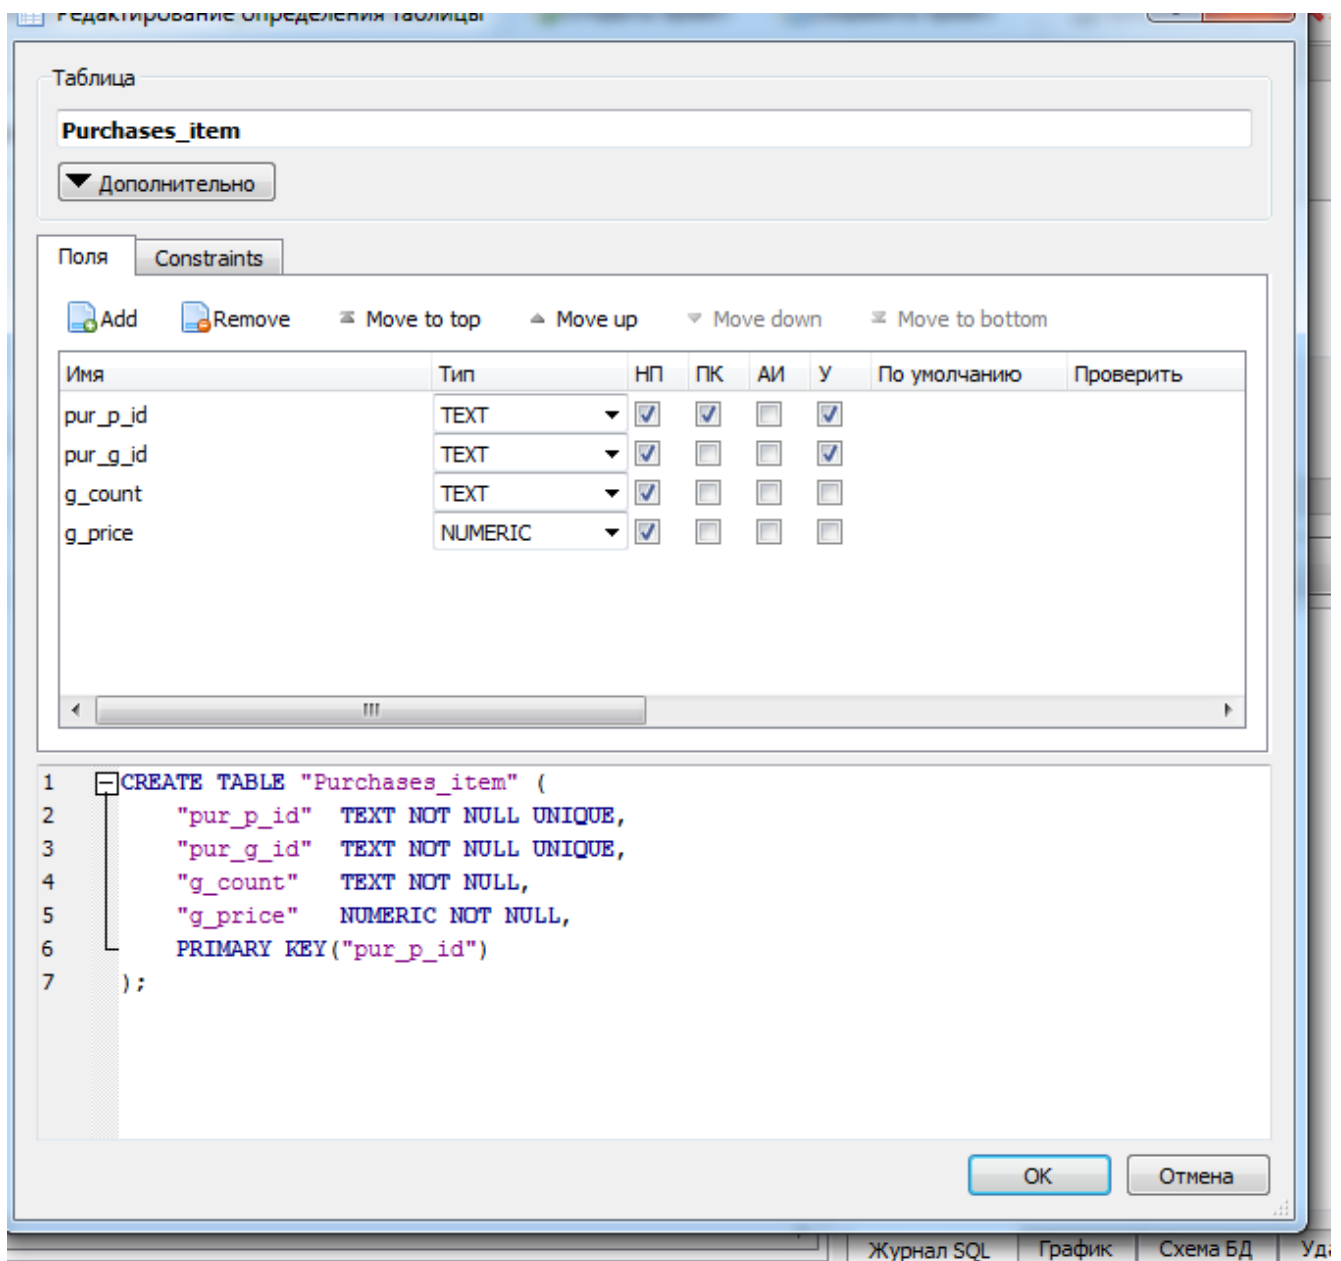 Редактирование определения таблицы
Таблица
Purchases_item
Дополнительно
Поля Constraints
Add Remove Move to top Move up Move down Move to bottom
Имя Тип НП ПК АИ У По умолчанию Проверить
pur_p_id TEXT
pur_g_id TEXT
g_count TEXT
g_price NUMERIC
1 CREATE TABLE "Purchases_item" (
2 "pur_p_id" TEXT NOT NULL UNIQUE,
3 "pur_g_id" TEXT NOT NULL UNIQUE,
4 "g_count" TEXT NOT NULL,
5 "g_price" NUMERIC NOT NULL,
6 PRIMARY KEY("pur_p_id")
7 );
OK Отмена
Журнал SQL График Схема БД